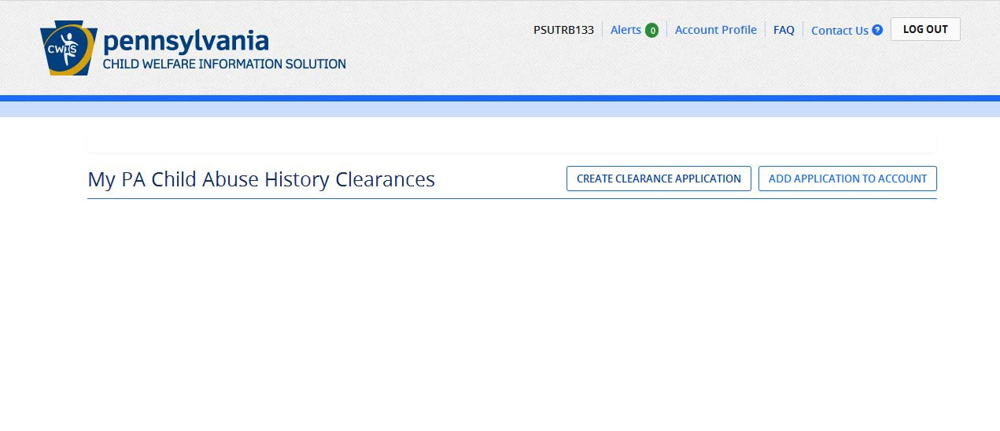 CWIS
pennsylvania
CHILD WELFARE INFORMATION SOLUTION
PSUTRB133 Alerts 0 Account Profile FAQ Contact Us ? LOG OUT
My PA Child Abuse History Clearances
CREATE CLEARANCE APPLICATION ADD APPLICATION TO ACCOUNT